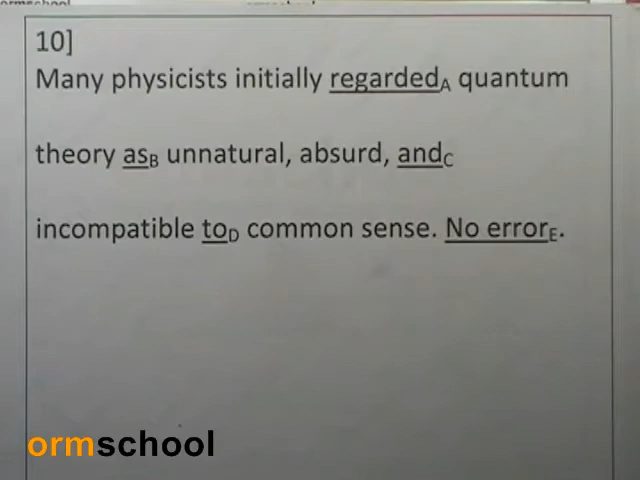 10]
Many physicists initially regardedA quantum
theory asB unnatural, absurd, andC
incompatible toD common sense. No errorE.
ormschool